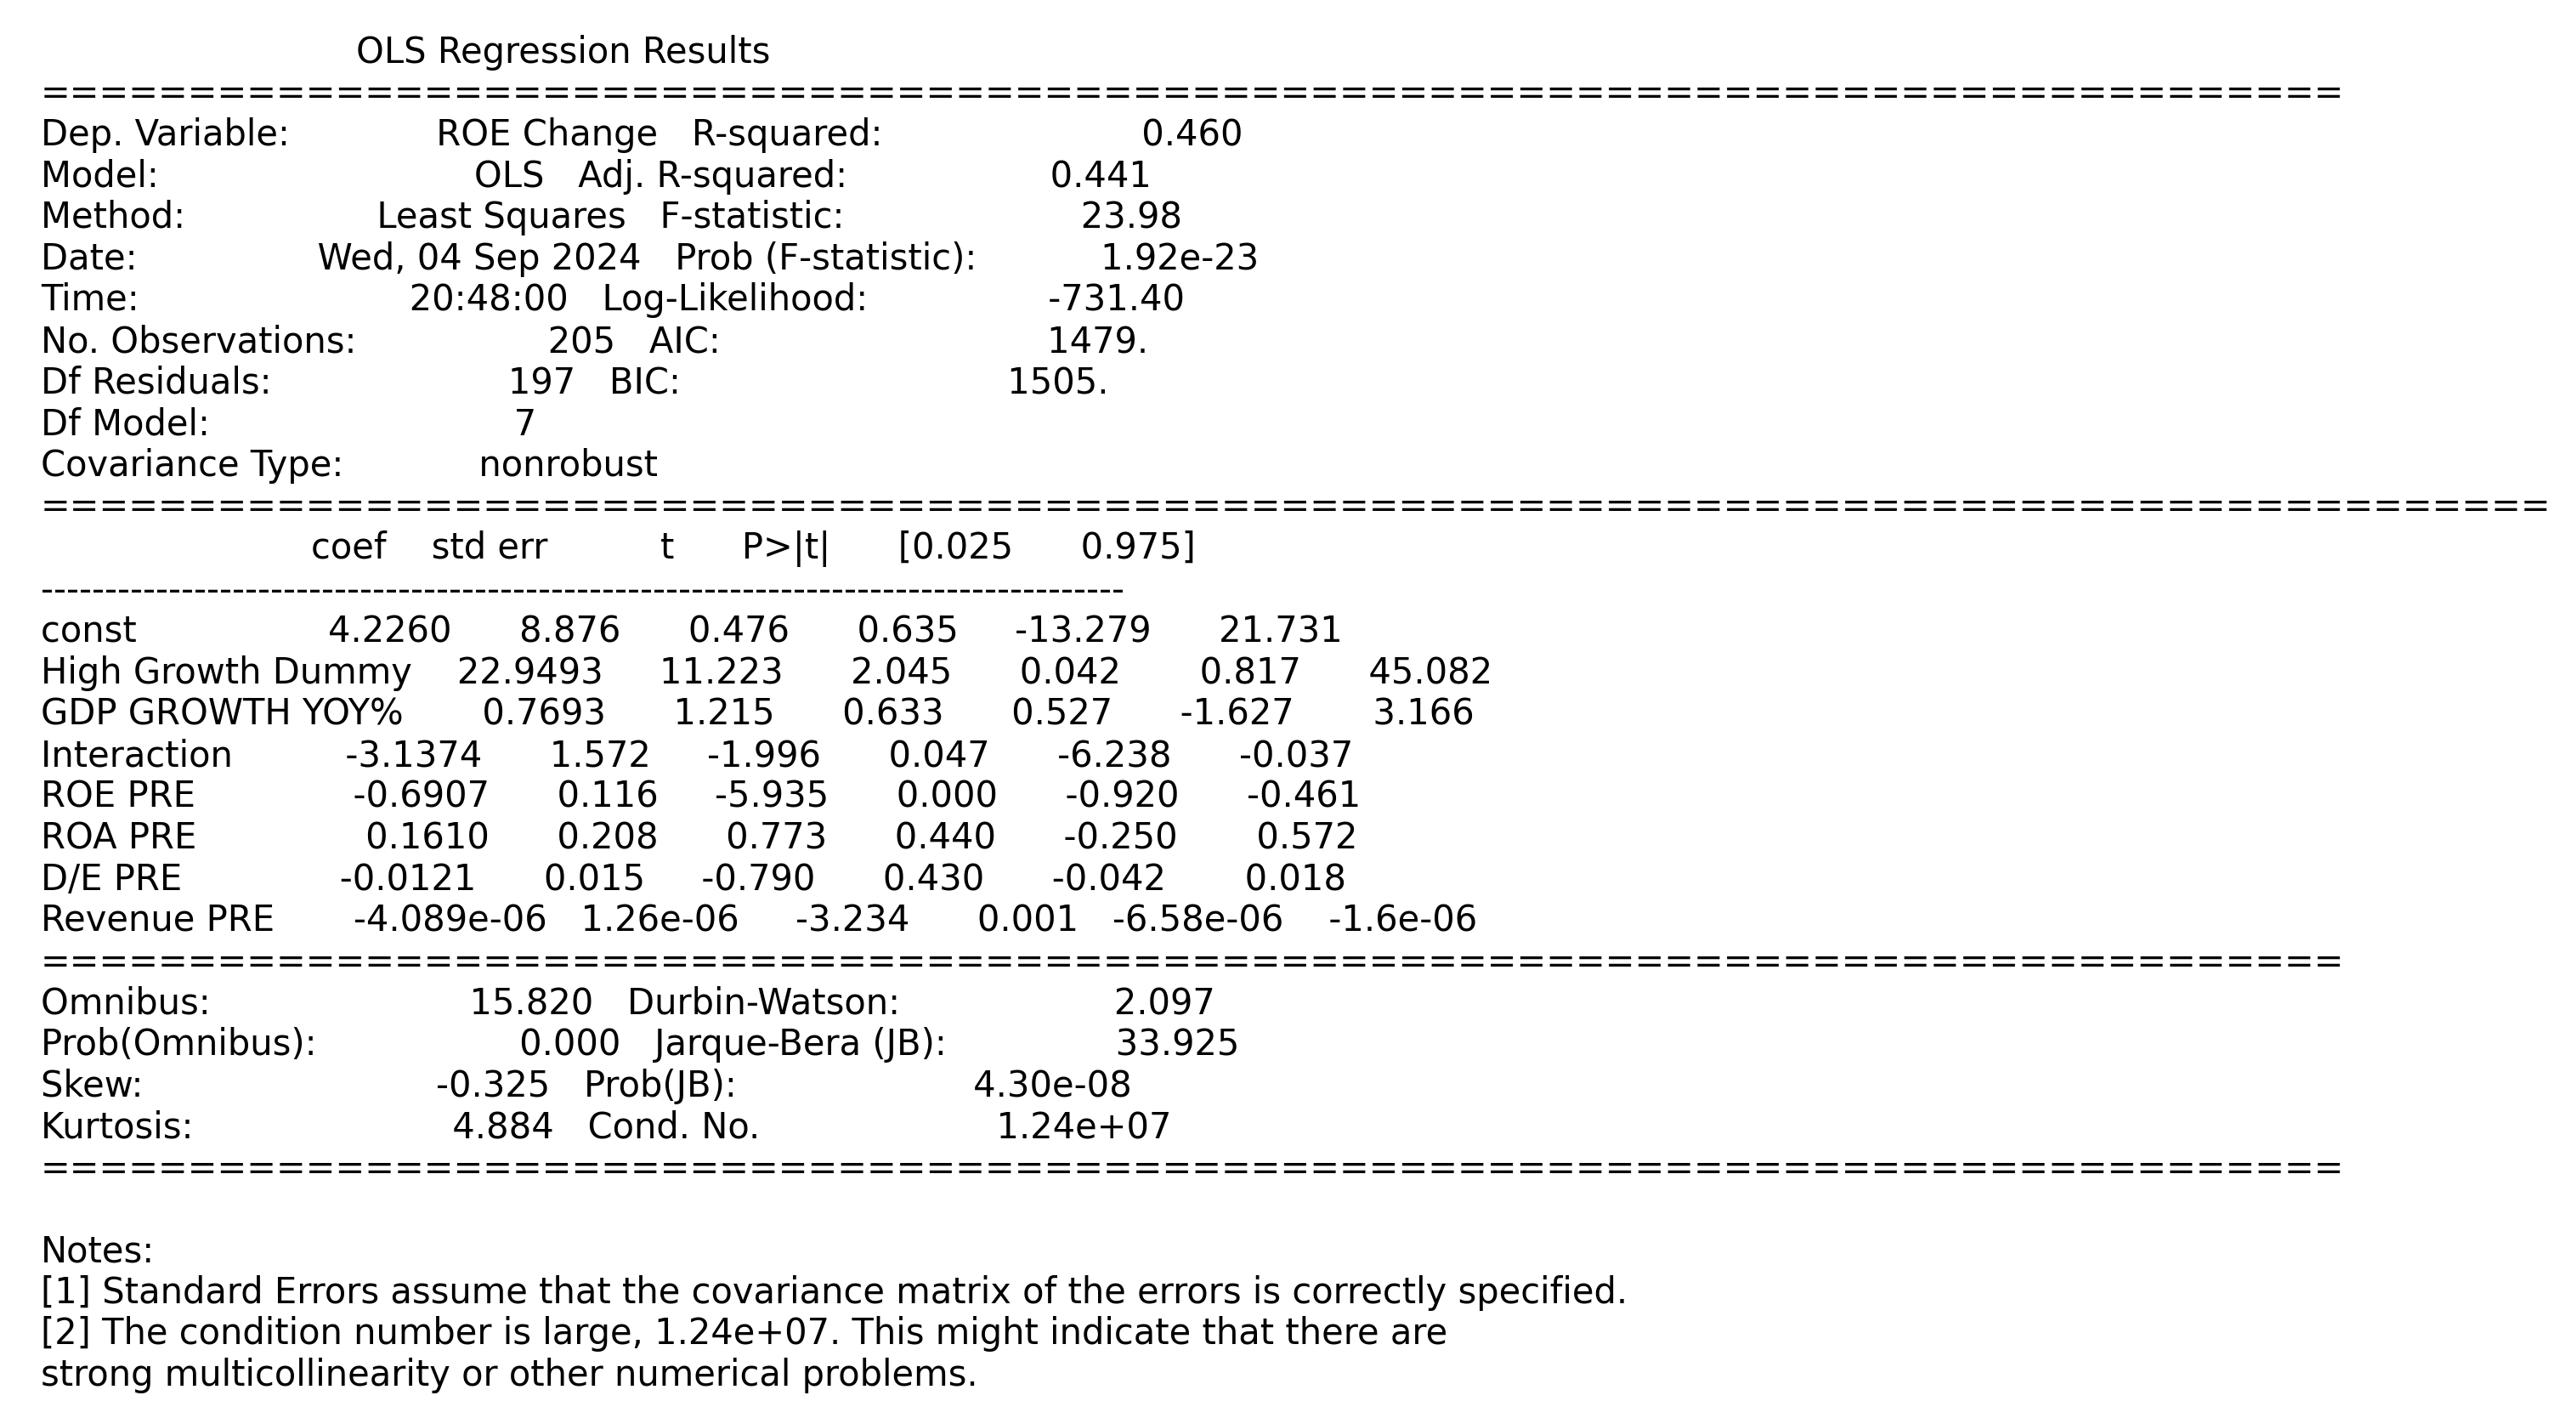 OLS Regression Results
==============================================================================
Dep. Variable: ROE Change R-squared: 0.460
Model: OLS Adj. R-squared: 0.441
Method: Least Squares F-statistic: 23.98
Date: Wed, 04 Sep 2024 Prob (F-statistic): 1.92e-23
Time: 20:48:00 Log-Likelihood: -731.40
No. Observations: 205 AIC: 1479.
Df Residuals: 197 BIC: 1505.
Df Model: 7
Covariance Type: nonrobust
=====================================================================================
coef std err t P>|t| [0.025 0.975]
-------------------------------------------------------------------------------------
const 4.2260 8.876 0.476 0.635 -13.279 21.731
High Growth Dummy 22.9493 11.223 2.045 0.042 0.817 45.082
GDP GROWTH YOY% 0.7693 1.215 0.633 0.527 -1.627 3.166
Interaction -3.1374 1.572 -1.996 0.047 -6.238 -0.037
ROE PRE -0.6907 0.116 -5.935 0.000 -0.920 -0.461
ROA PRE 0.1610 0.208 0.773 0.440 -0.250 0.572
D/E PRE -0.0121 0.015 -0.790 0.430 -0.042 0.018
Revenue PRE -4.089e-06 1.26e-06 -3.234 0.001 -6.58e-06 -1.6e-06
==============================================================================
Omnibus: 15.820 Durbin-Watson: 2.097
Prob(Omnibus): 0.000 Jarque-Bera (JB): 33.925
Skew: -0.325 Prob(JB): 4.30e-08
Kurtosis: 4.884 Cond. No. 1.24e+07
==============================================================================
Notes:
[1] Standard Errors assume that the covariance matrix of the errors is correctly specified.
[2] The condition number is large, 1.24e+07. This might indicate that there are
strong multicollinearity or other numerical problems.